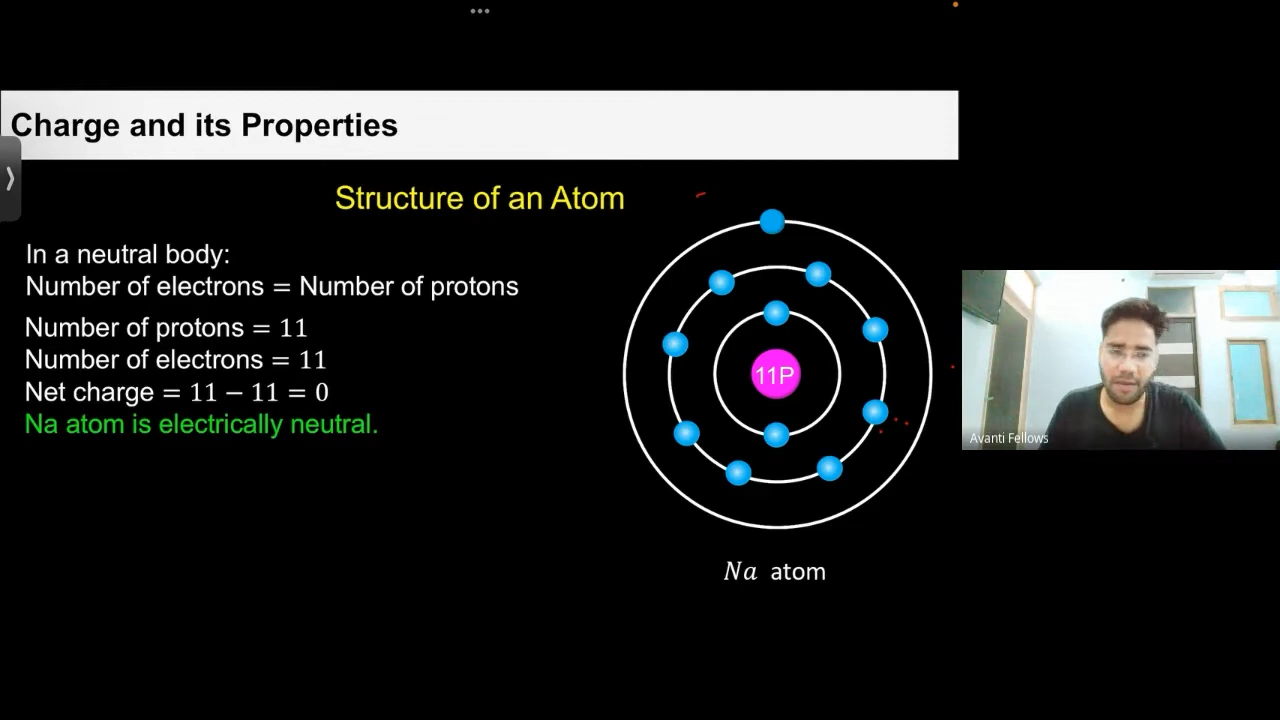 Charge and its Properties
Structure of an Atom
In a neutral body:
Number of electrons = Number of protons
Number of protons = 11
Number of electrons = 11
Net charge = 11 − 11 = 0
Na atom is electrically neutral.
11P
Na atom
Avanti Fellows